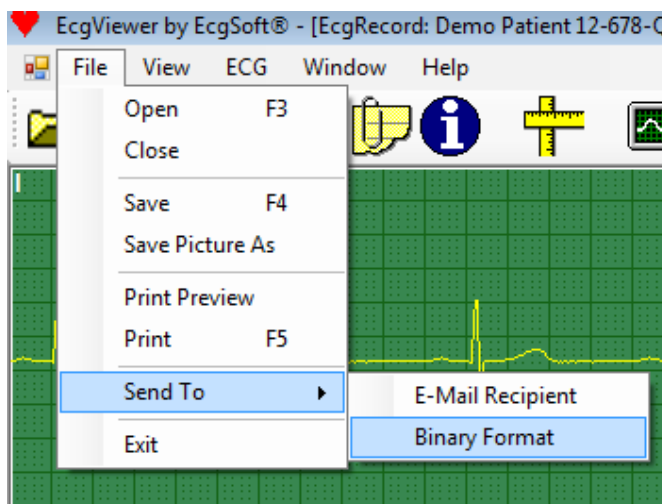 EcgViewer by EcgSoft® - [EcgRecord: Demo Patient 12-678-
File View ECG Window Help
Open F3
Close
Save F4
Save Picture As
Print Preview
Print F5
Send To
E-Mail Recipient
Binary Format
Exit
I